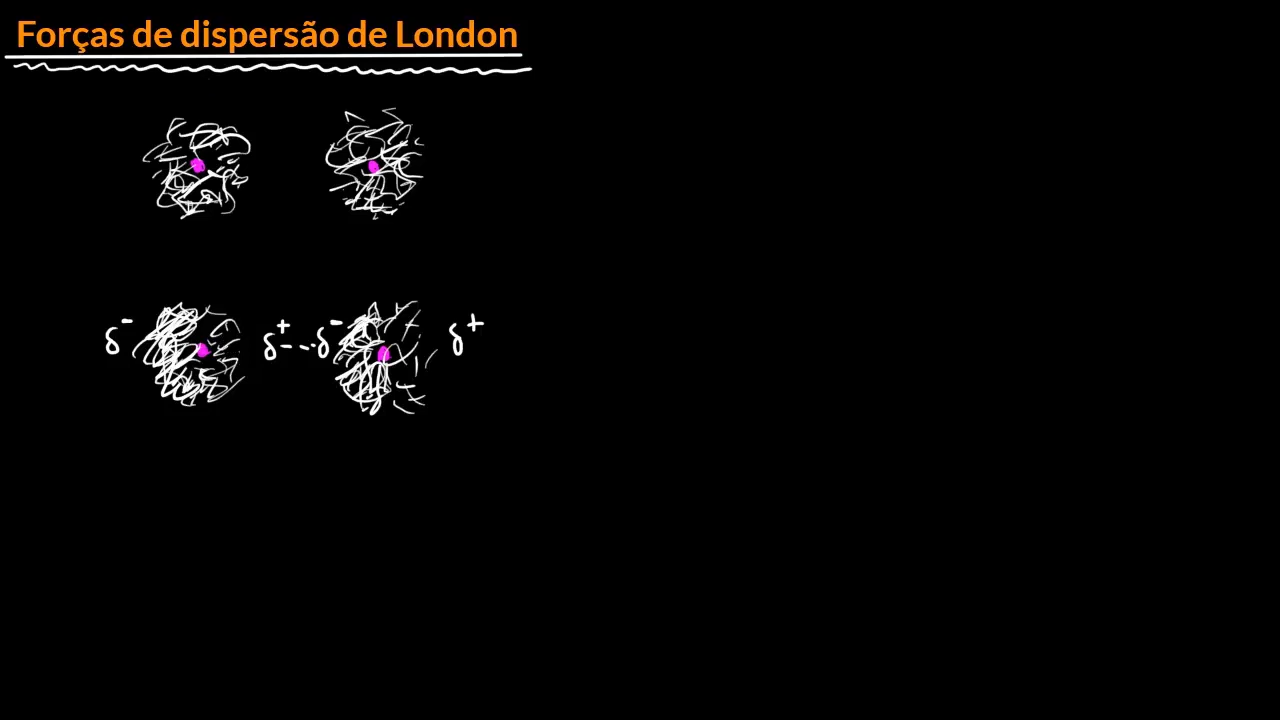 Forças de dispersão de London
δ⁻ δ⁺ δ⁻ δ⁺